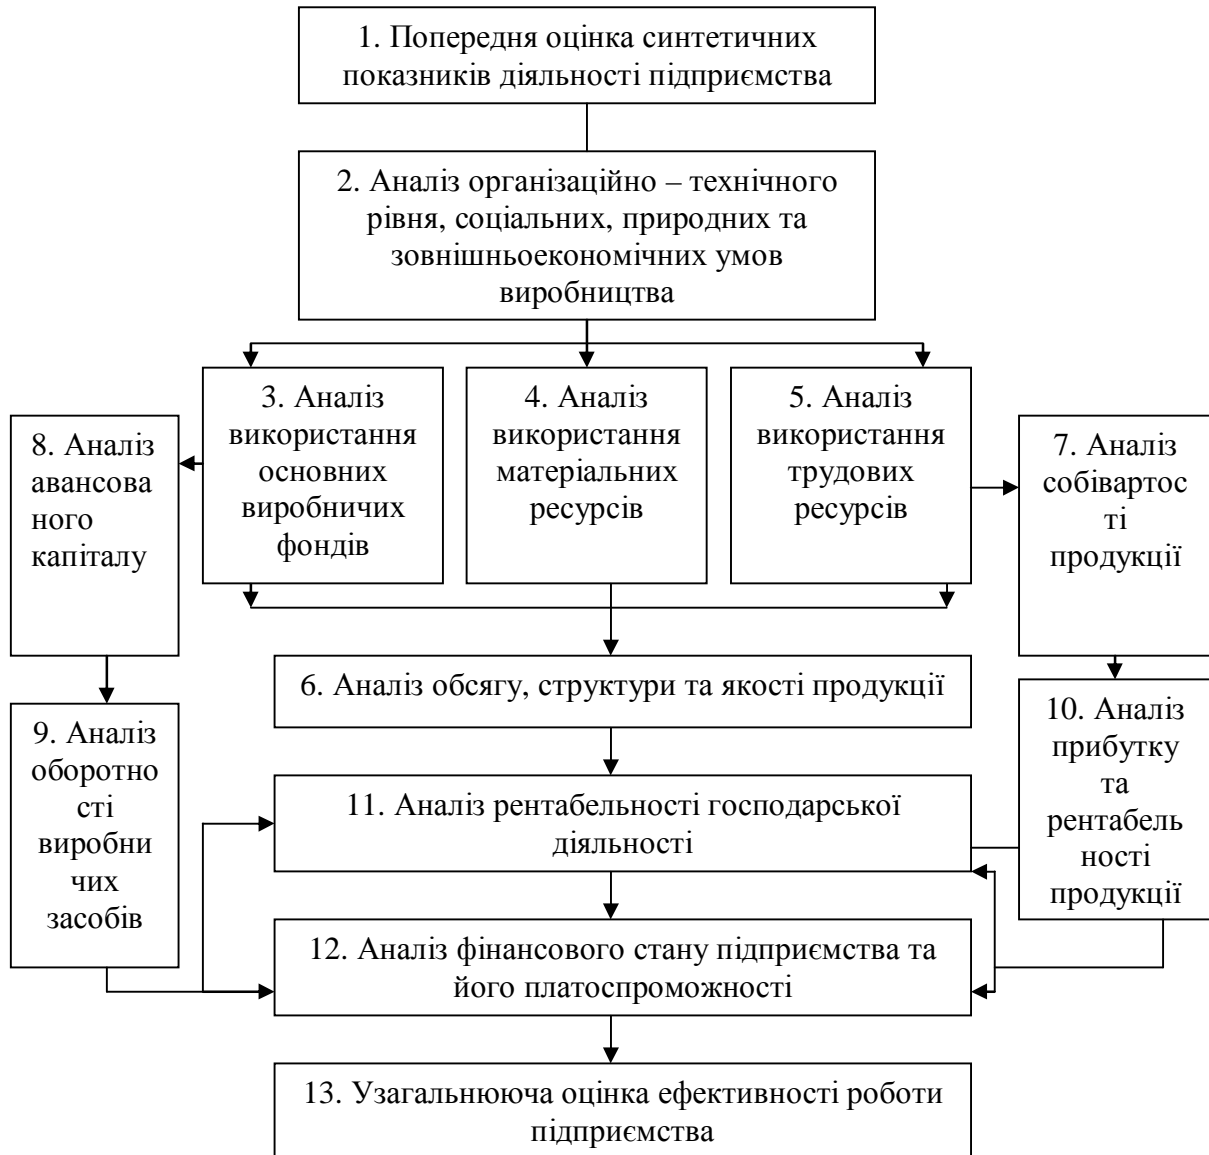 1. Попередня оцінка синтетичних
показників діяльності підприємства
2. Аналіз організаційно – технічного
рівня, соціальних, природних та
зовнішньоекономічних умов
виробництва
3. Аналіз
використання
основних
виробничих
фондів
4. Аналіз
використання
матеріальних
ресурсів
5. Аналіз
використання
трудових
ресурсів
8. Аналіз
авансова
ного
капіталу
7. Аналіз
собівартос
ті
продукції
6. Аналіз обсягу, структури та якості продукції
9. Аналіз
оборотно
сті
виробни
чих
засобів
10. Аналіз
прибутку
та
рентабель
ності
продукції
11. Аналіз рентабельності господарської
діяльності
12. Аналіз фінансового стану підприємства та
його платоспроможності
13. Узагальнююча оцінка ефективності роботи
підприємства